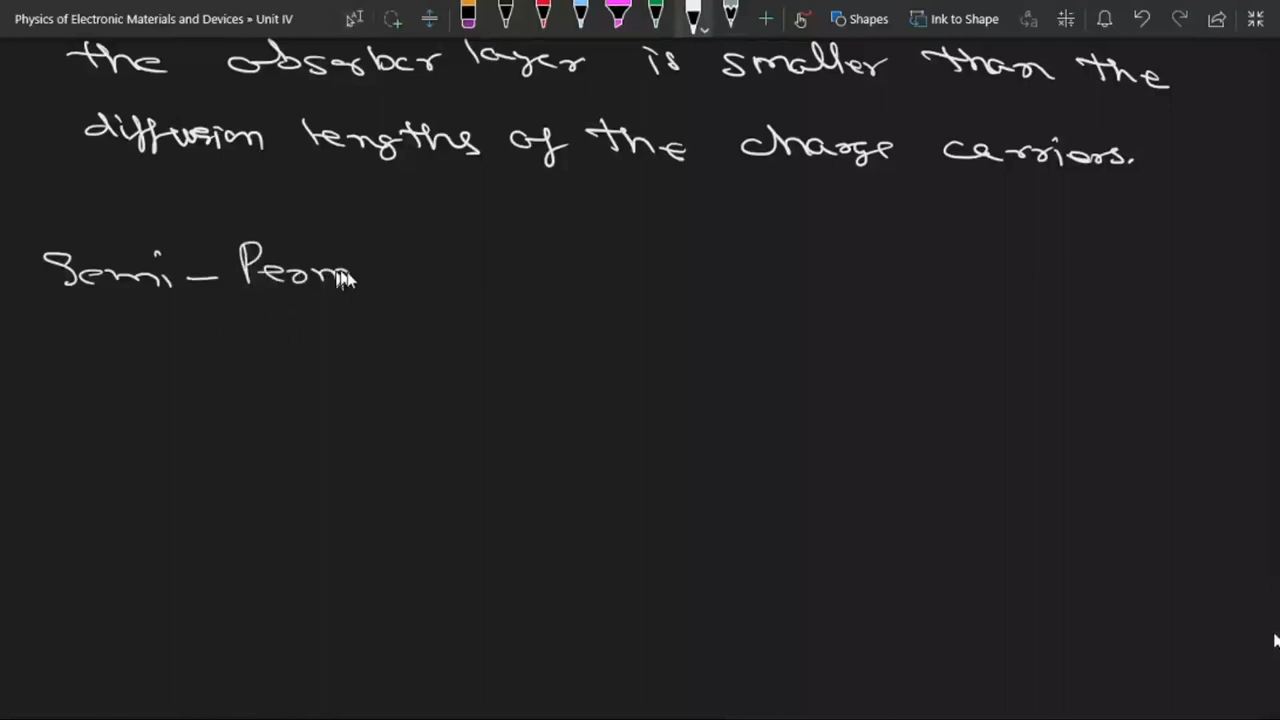 Physics of Electronic Materials and Devices » Unit IV
Shapes
Ink to Shape
the absorber layer is smaller than the
diffusion lengths of the charge carriers.
Semi - Perm